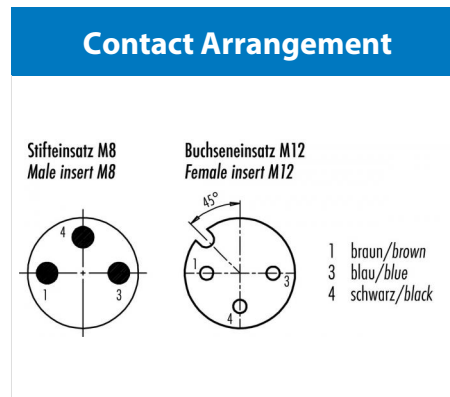 Contact Arrangement
Stifteinsatz M8
Male insert M8
Buchseneinsatz M12
Female insert M12
45°
4
1
3
1
3
4
1 braun/brown
3 blau/blue
4 schwarz/black